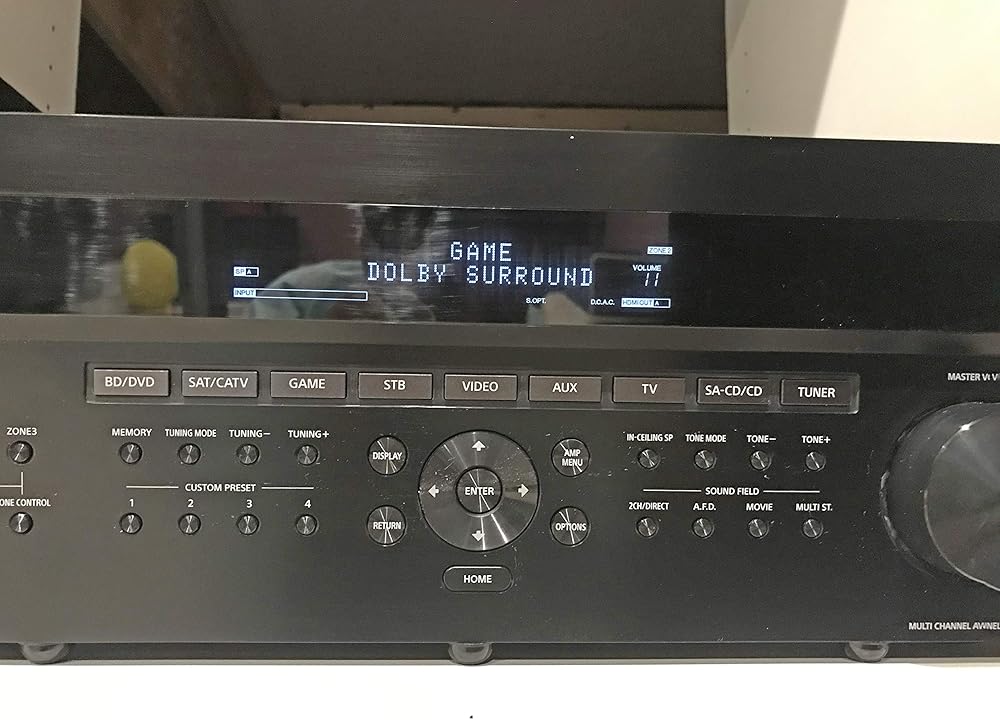 GAME
ZONE 2
SP A
DOLBY SURROUND
VOLUME
11
INPUT
S.OPT.
D.C.A.C.
HDMI OUT A
BD/DVD
SAT/CATV
GAME
STB
VIDEO
AUX
TV
SA-CD/CD
TUNER
MASTER V
ZONE3
MEMORY
TUNING MODE
TUNING−
TUNING+
DISPLAY
AMP MENU
IN-CEILING SP
TONE MODE
TONE−
TONE+
ENTER
CUSTOM PRESET
SOUND FIELD
ONE CONTROL
1
2
3
4
RETURN
OPTIONS
2CH/DIRECT
A.F.D.
MOVIE
MULTI ST.
HOME
MULTI CHANNEL